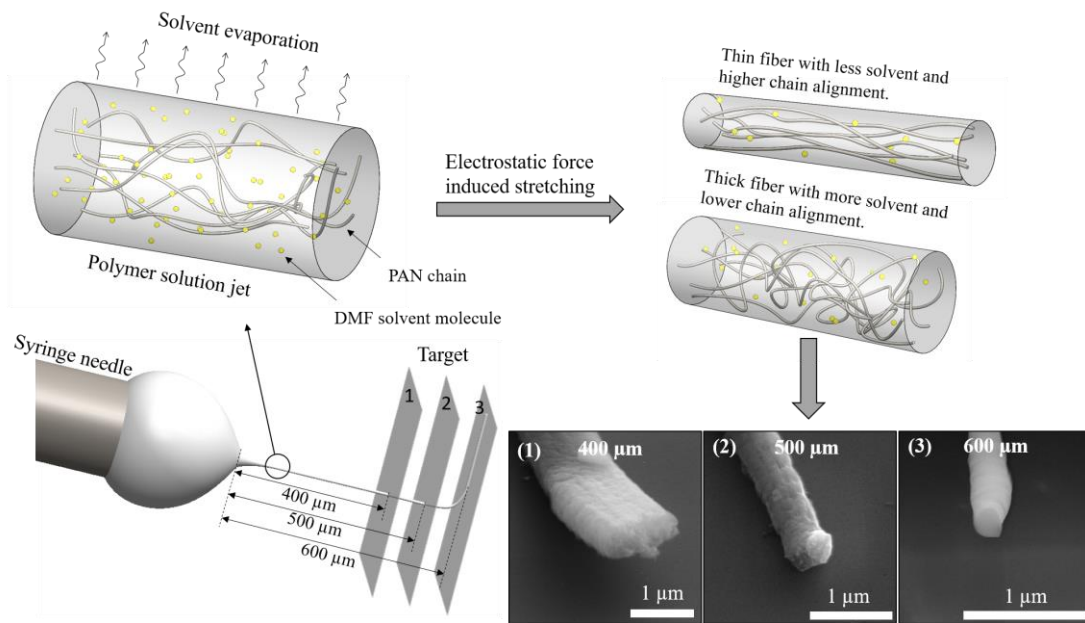 Solvent evaporation
Polymer solution jet
PAN chain
DMF solvent molecule
Electrostatic force
induced stretching
Thin fiber with less solvent and
higher chain alignment.
Thick fiber with more solvent and
lower chain alignment.
Syringe needle
Target
1
2
3
400 µm
500 µm
600 µm
(1)
400 µm
1 µm
(2)
500 µm
1 µm
(3)
600 µm
1 µm